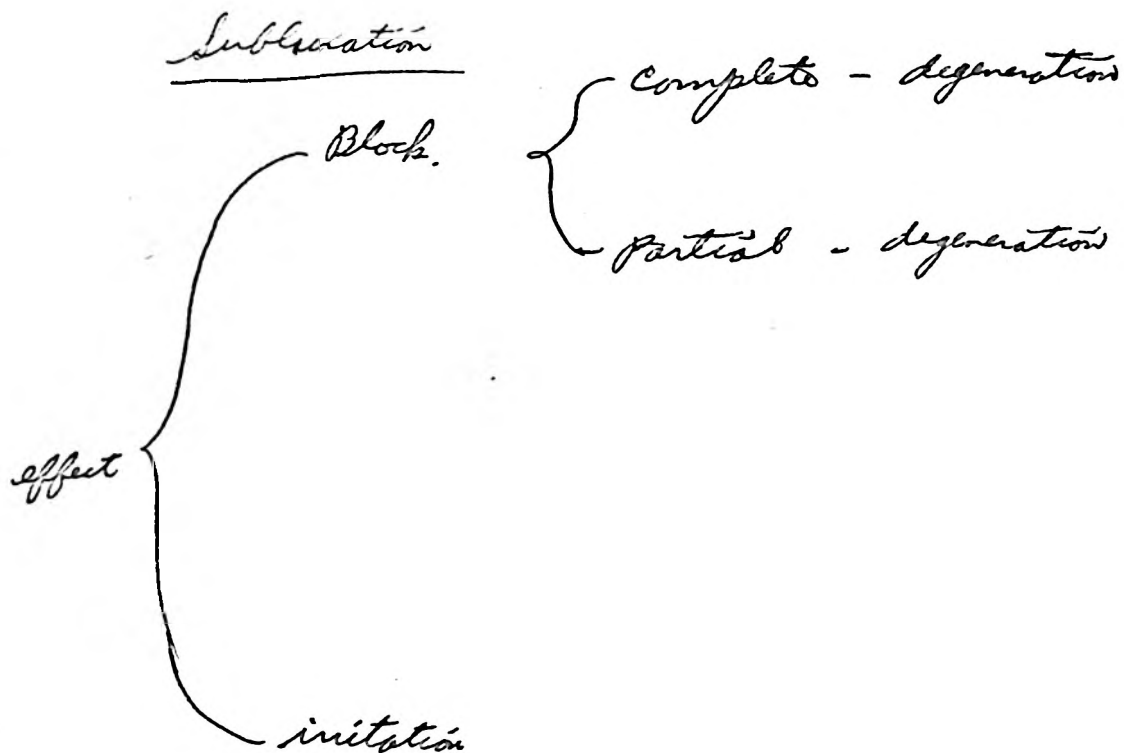 Subluxation
complete - degeneration
Block.
Partial - degeneration
effect
irritation